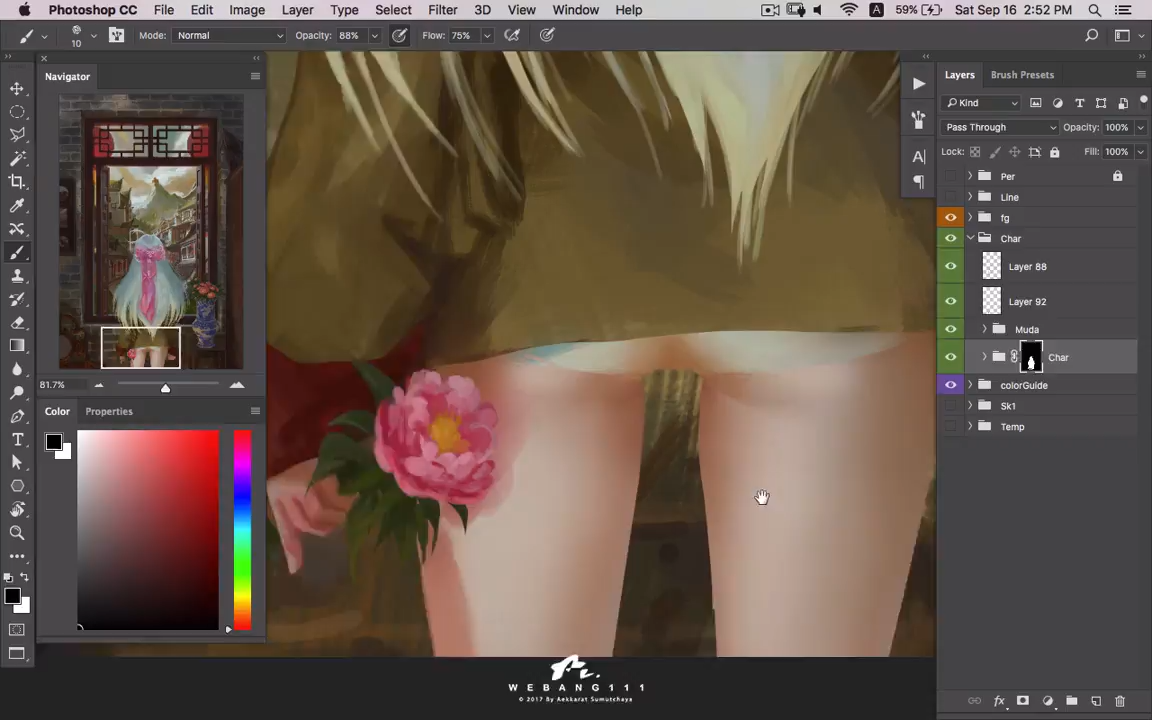 Photoshop CC File Edit Image Layer Type Select Filter 3D View Window Help
A 59% Sat Sep 16 2:52 PM
10 Mode: Normal Opacity: 88% Flow: 75%
Navigator
81.7%
Color Properties
Layers Brush Presets
Kind
Pass Through Opacity: 100%
Lock: Fill: 100%
Per
Line
fg
Char
Layer 88
Layer 92
Muda
Char
colorGuide
Sk1
Temp
WEBANG111
© 2017 By Aekkarat Sumutchaya